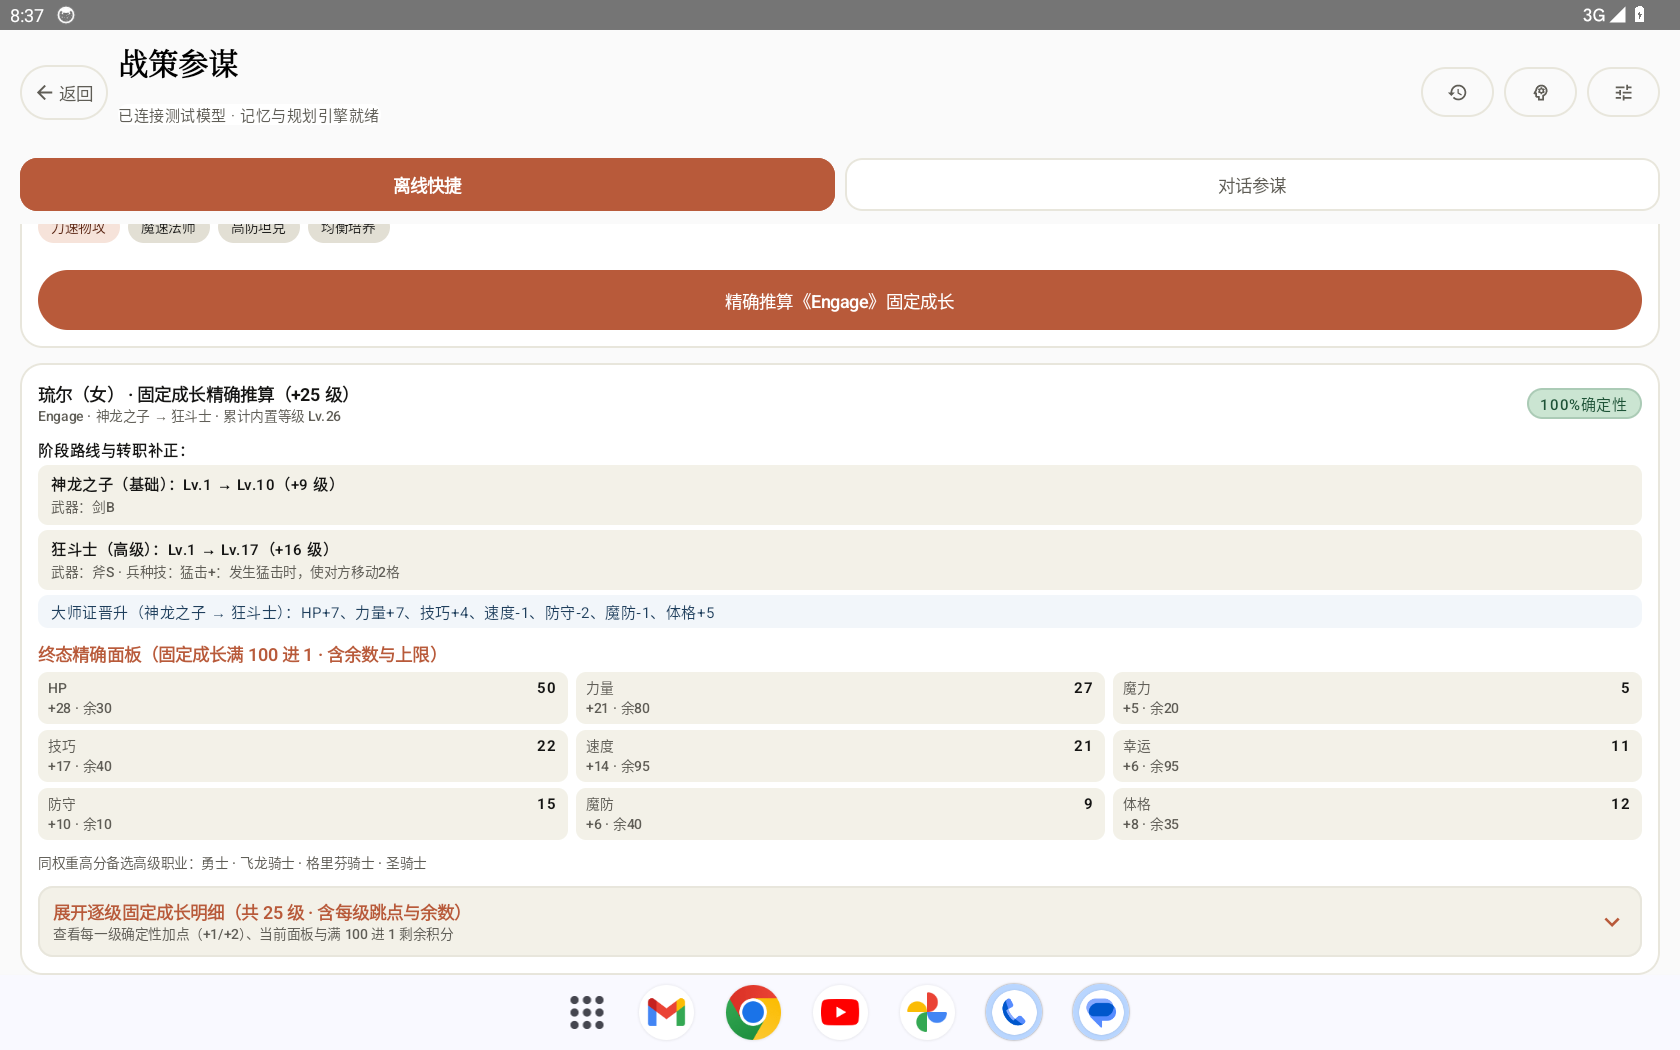 8:37
3G
战策参谋
返回
已连接测试模型 · 记忆与规划引擎就绪
离线快捷
对话参谋
力速物攻
魔速法师
高防坦克
均衡培养
精确推算《Engage》固定成长
琉尔（女） · 固定成长精确推算（+25 级）
Engage · 神龙之子 → 狂斗士 · 累计内置等级 Lv.26
100%确定性
阶段路线与转职补正：
神龙之子（基础）：Lv.1 → Lv.10（+9 级）
武器：剑B
狂斗士（高级）：Lv.1 → Lv.17（+16 级）
武器：斧S · 兵种技：猛击+：发生猛击时，使对方移动2格
大师证晋升（神龙之子 → 狂斗士）：HP+7、力量+7、技巧+4、速度-1、防守-2、魔防-1、体格+5
终态精确面板（固定成长满 100 进 1 · 含余数与上限）
HP 50
+28 · 余30
力量 27
+21 · 余80
魔力 5
+5 · 余20
技巧 22
+17 · 余40
速度 21
+14 · 余95
幸运 11
+6 · 余95
防守 15
+10 · 余10
魔防 9
+6 · 余40
体格 12
+8 · 余35
同权重高分备选高级职业：勇士 · 飞龙骑士 · 格里芬骑士 · 圣骑士
展开逐级固定成长明细（共 25 级 · 含每级跳点与余数）
查看每一级确定性加点（+1/+2）、当前面板与满 100 进 1 剩余积分